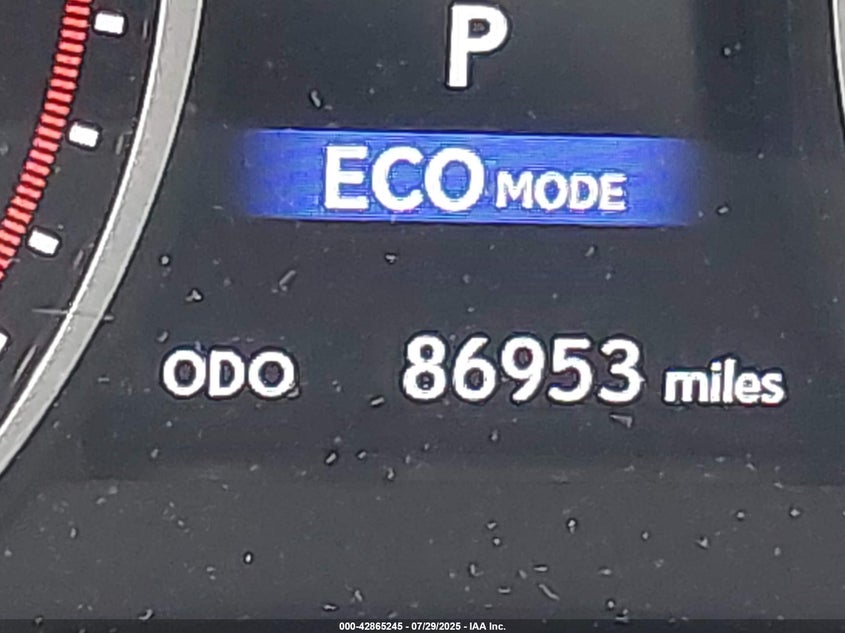 P
ECO MODE
ODO 86953 miles
000-42865245 - 07/29/2025 - IAA Inc.